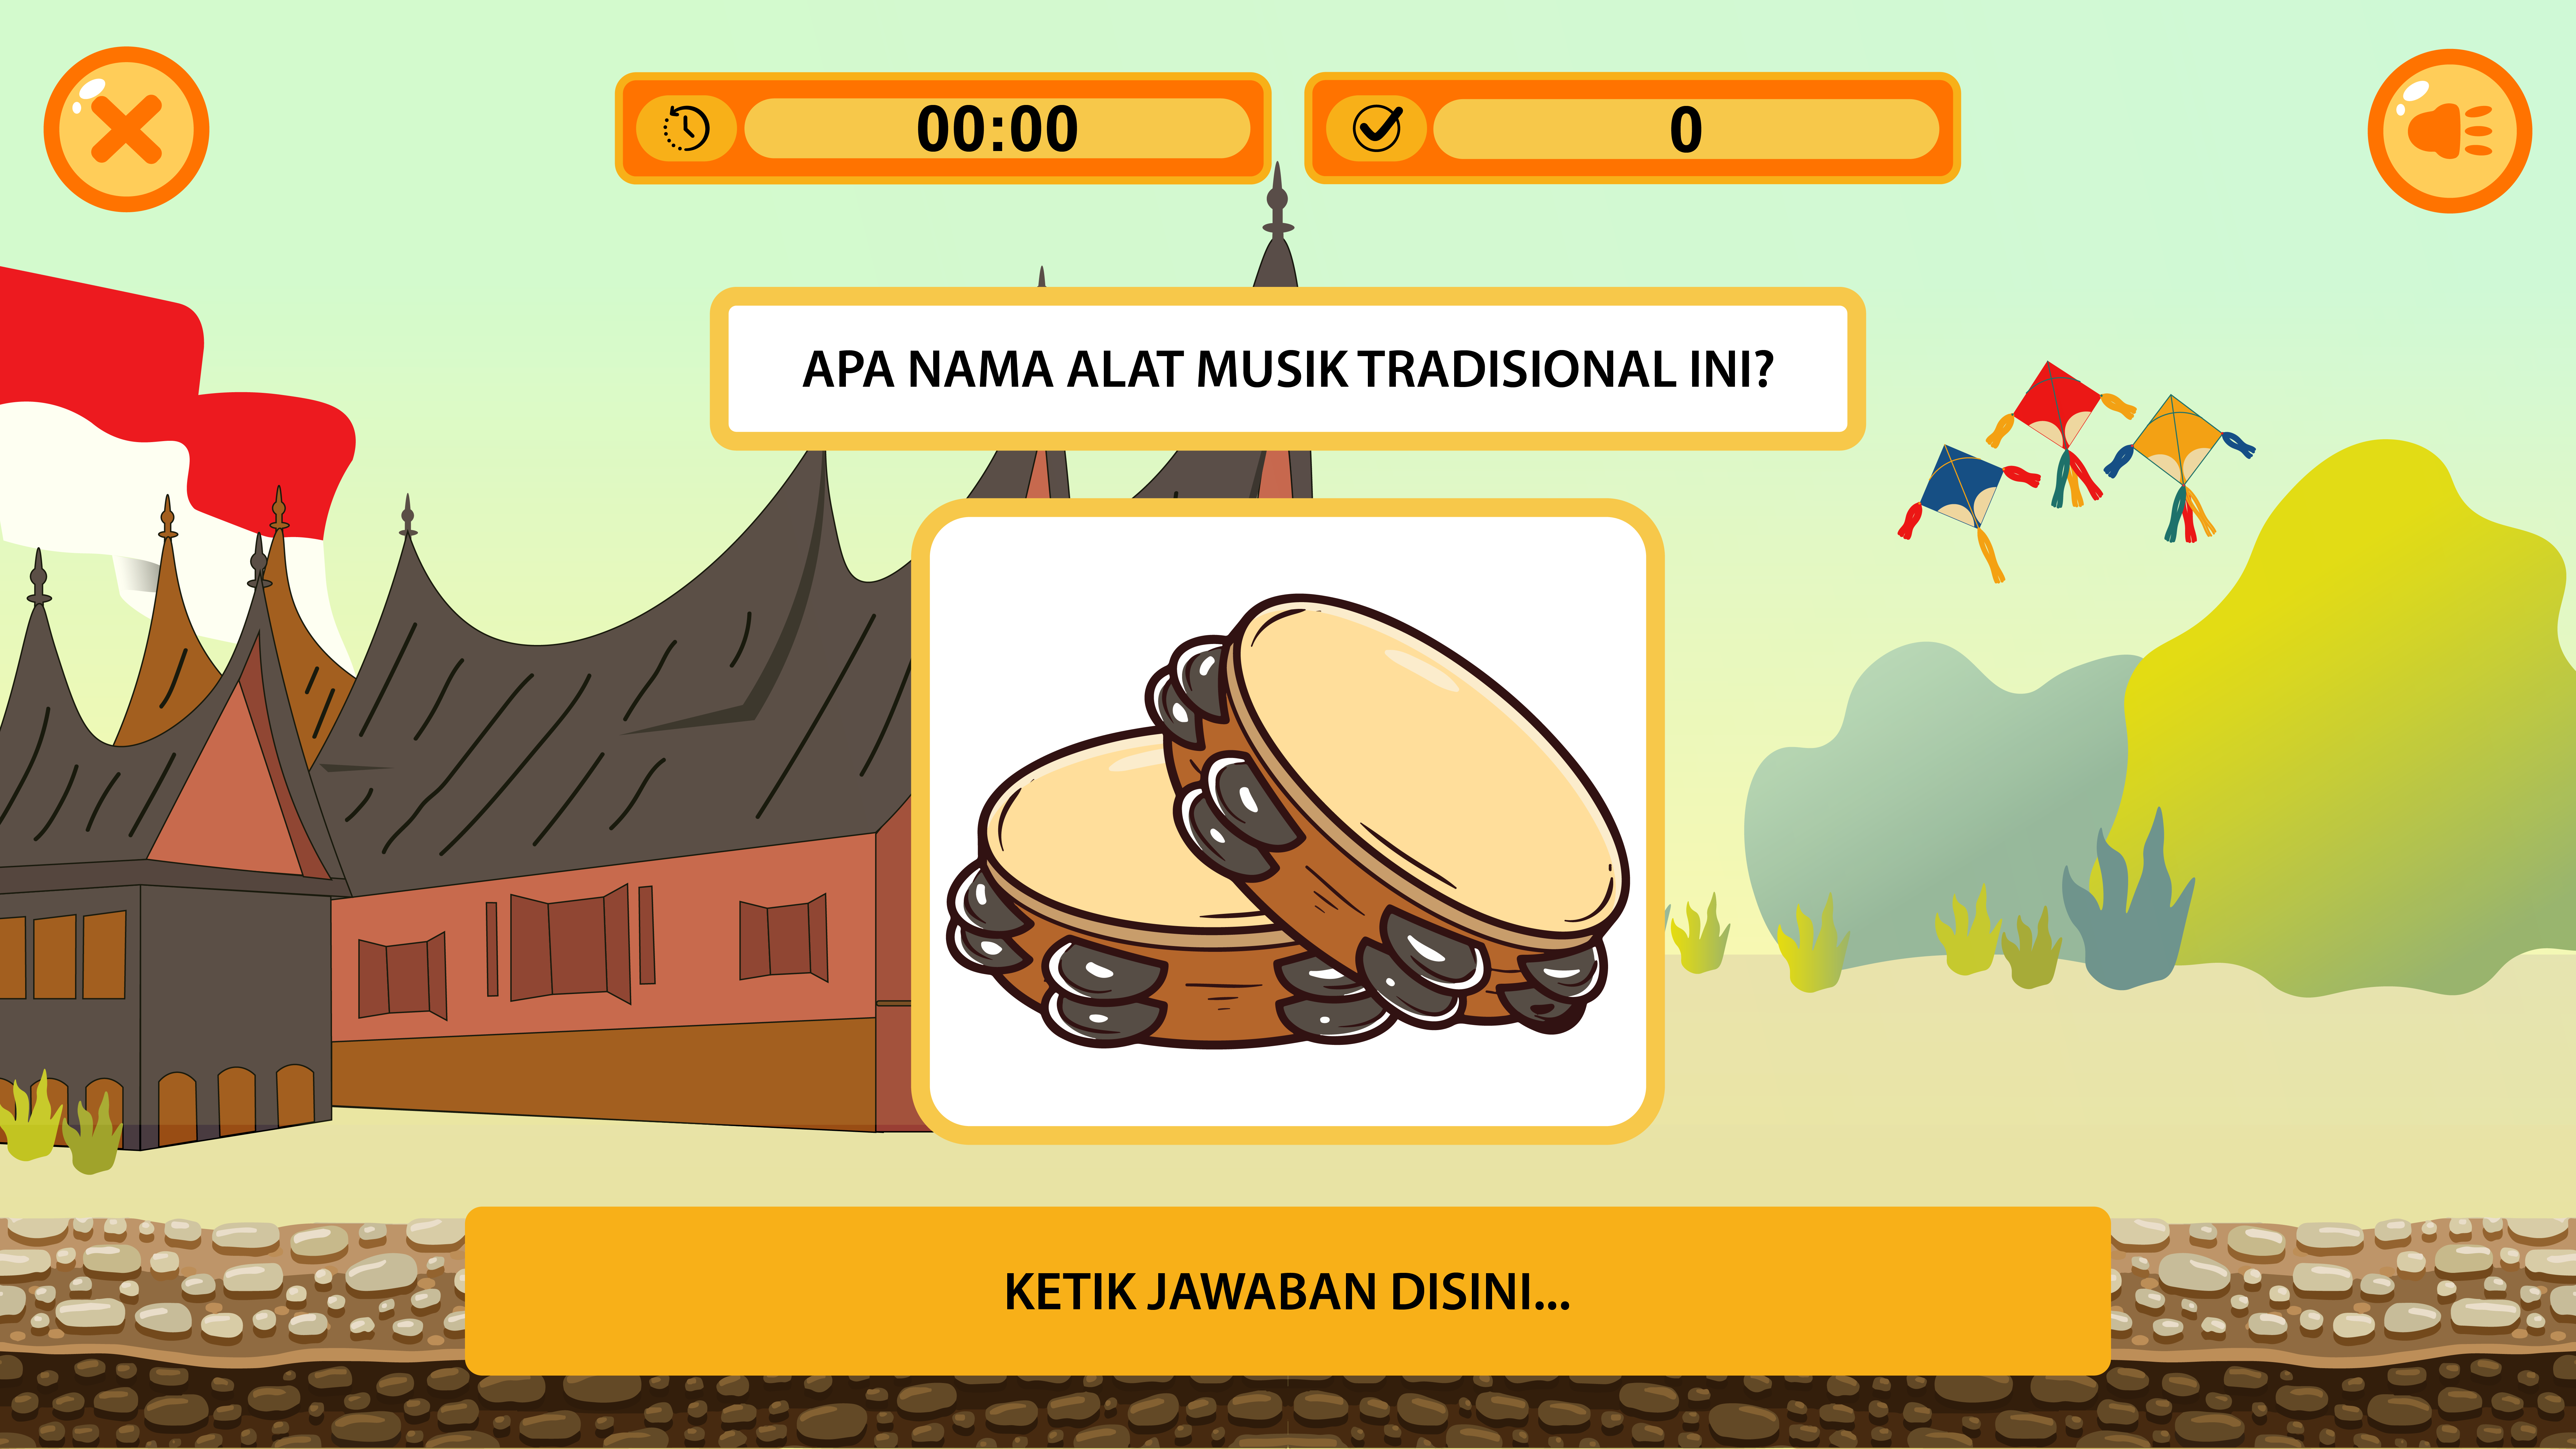 00:00
0
APA NAMA ALAT MUSIK TRADISIONAL INI?
KETIK JAWABAN DISINI...